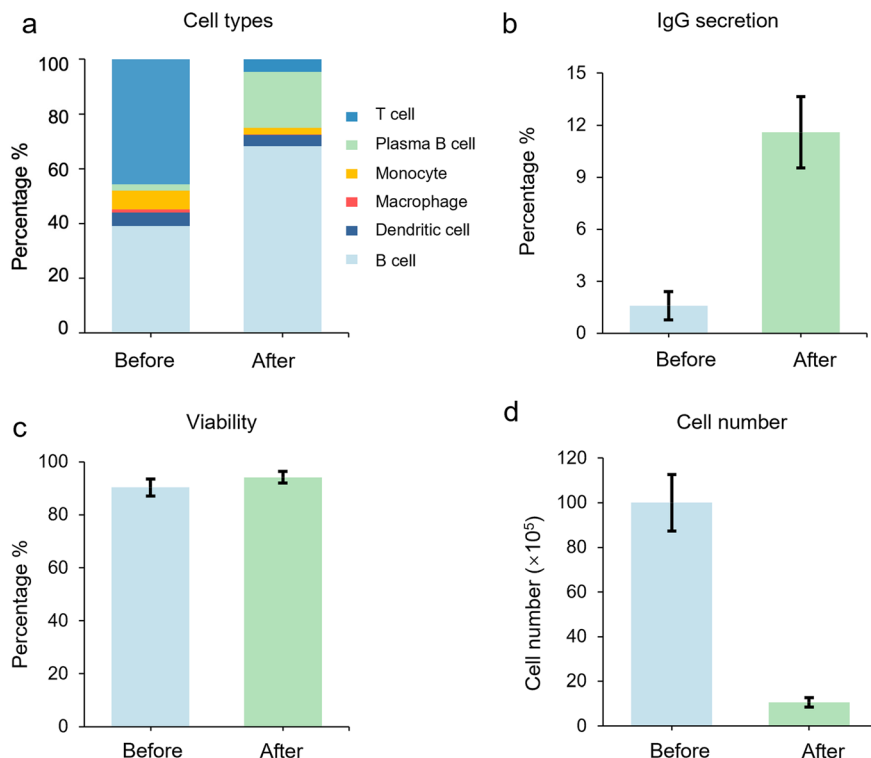 a
Cell types
Percentage %
100
80
60
40
20
0
Before
After
T cell
Plasma B cell
Monocyte
Macrophage
Dendritic cell
B cell
b
IgG secretion
Percentage %
15
12
9
6
3
0
Before
After
c
Viability
Percentage %
100
80
60
40
20
0
Before
After
d
Cell number
Cell number (×10⁵)
120
100
80
60
40
20
0
Before
After